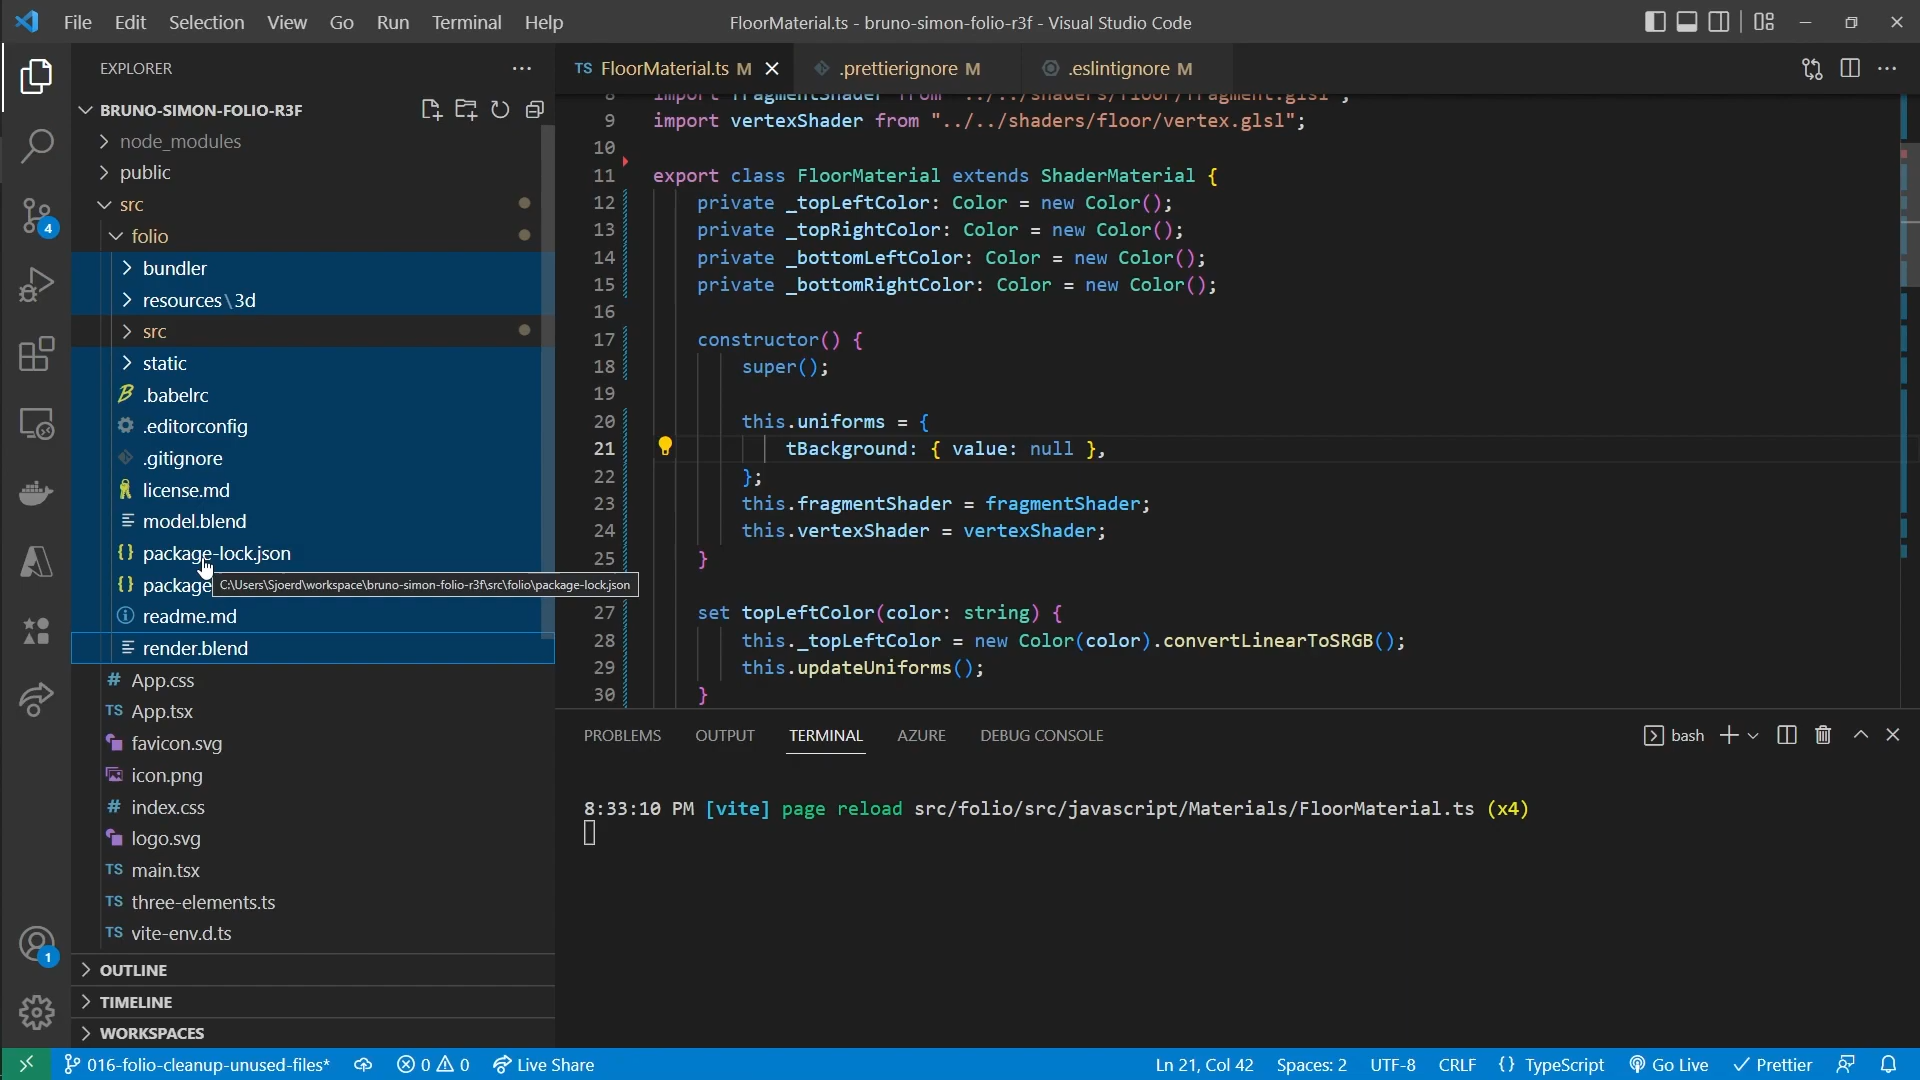 File Edit Selection View Go Run Terminal Help
FloorMaterial.ts - bruno-simon-folio-r3f - Visual Studio Code
EXPLORER
BRUNO-SIMON-FOLIO-R3F
node_modules
public
src
folio
bundler
resources\3d
src
static
.babelrc
.editorconfig
.gitignore
license.md
model.blend
package-lock.json
package
C:\Users\Sjoerd\workspace\bruno-simon-folio-r3f\src\folio\package-lock.json
readme.md
render.blend
App.css
App.tsx
favicon.svg
icon.png
index.css
logo.svg
main.tsx
three-elements.ts
vite-env.d.ts
OUTLINE
TIMELINE
WORKSPACES
4
1
TS FloorMaterial.ts M
.prettierignore M
.eslintignore M
8 import fragmentShader from "../../shaders/floor/fragment.glsl";
9 import vertexShader from "../../shaders/floor/vertex.glsl";
10
11 export class FloorMaterial extends ShaderMaterial {
12 private _topLeftColor: Color = new Color();
13 private _topRightColor: Color = new Color();
14 private _bottomLeftColor: Color = new Color();
15 private _bottomRightColor: Color = new Color();
16
17 constructor() {
18 super();
19
20 this.uniforms = {
21 tBackground: { value: null },
22 };
23 this.fragmentShader = fragmentShader;
24 this.vertexShader = vertexShader;
25 }
27 set topLeftColor(color: string) {
28 this._topLeftColor = new Color(color).convertLinearToSRGB();
29 this.updateUniforms();
30 }
PROBLEMS OUTPUT TERMINAL AZURE DEBUG CONSOLE
bash
8:33:10 PM [vite] page reload src/folio/src/javascript/Materials/FloorMaterial.ts (x4)
016-folio-cleanup-unused-files* 0 0 Live Share
Ln 21, Col 42 Spaces: 2 UTF-8 CRLF {} TypeScript Go Live Prettier